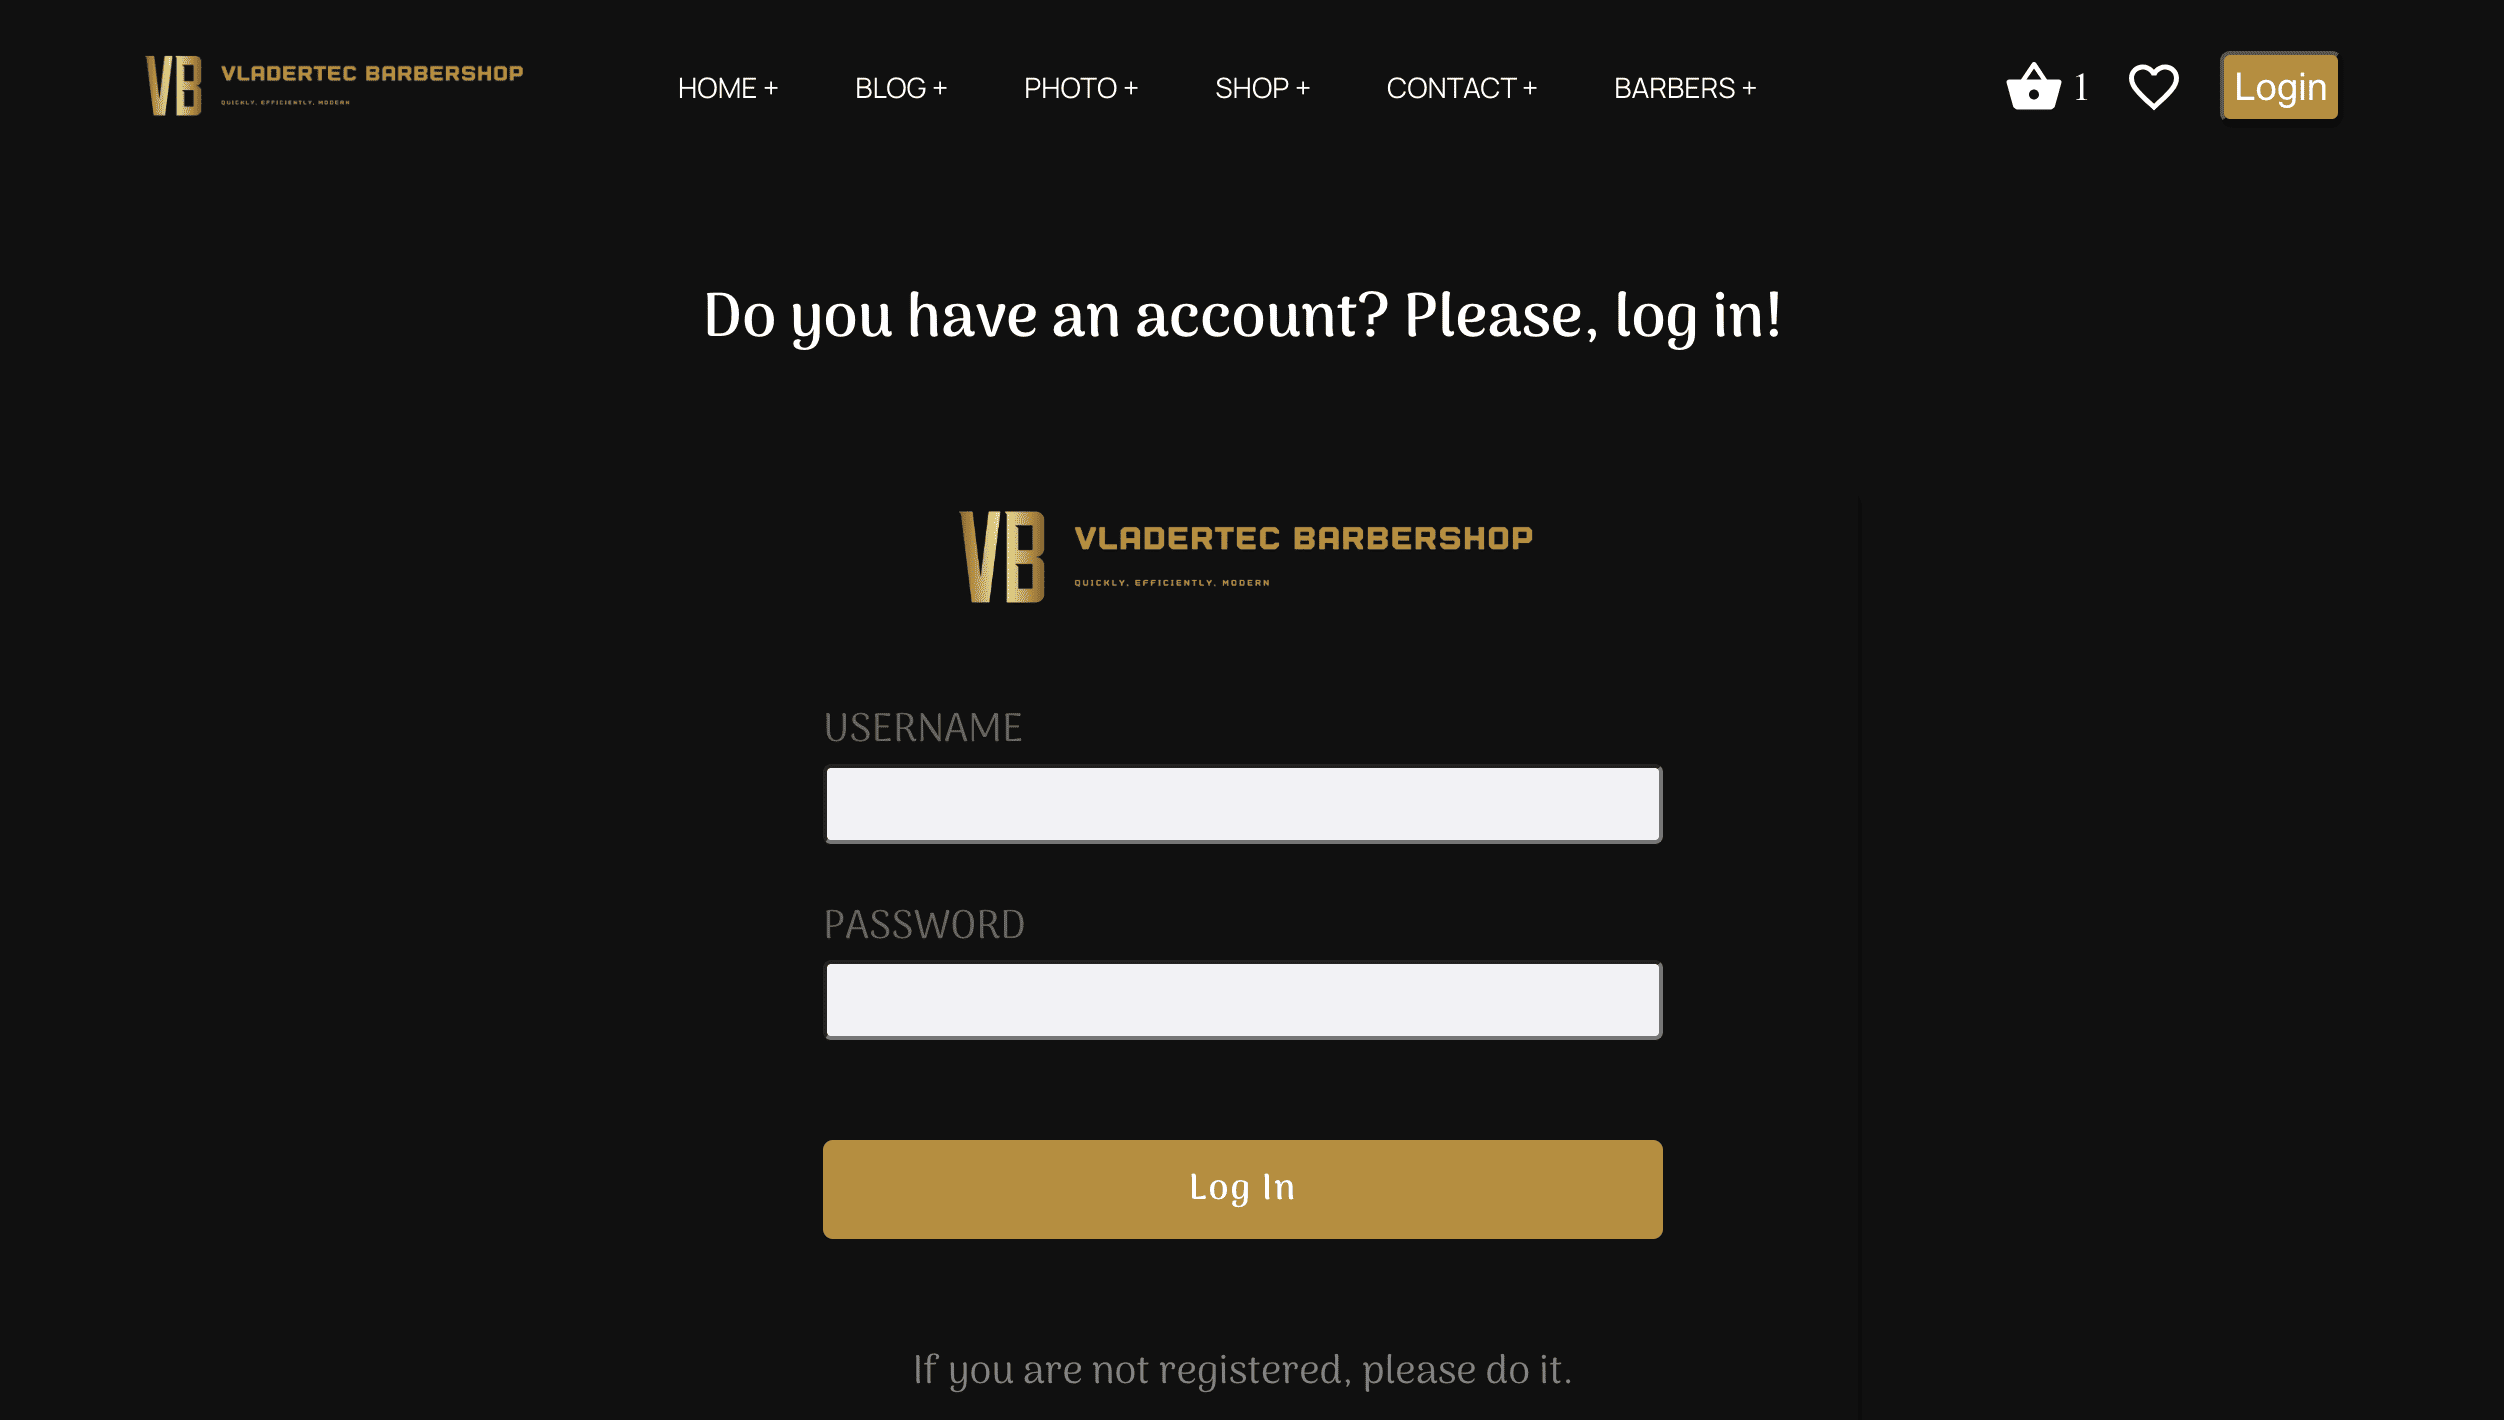 VB VLADERTEC BARBERSHOP
QUICKLY. EFFICIENTLY. MODERN
HOME + BLOG + PHOTO + SHOP + CONTACT + BARBERS +
1
Login
Do you have an account? Please, log in!
VB VLADERTEC BARBERSHOP
QUICKLY. EFFICIENTLY. MODERN
USERNAME
PASSWORD
Log In
If you are not registered, please do it.